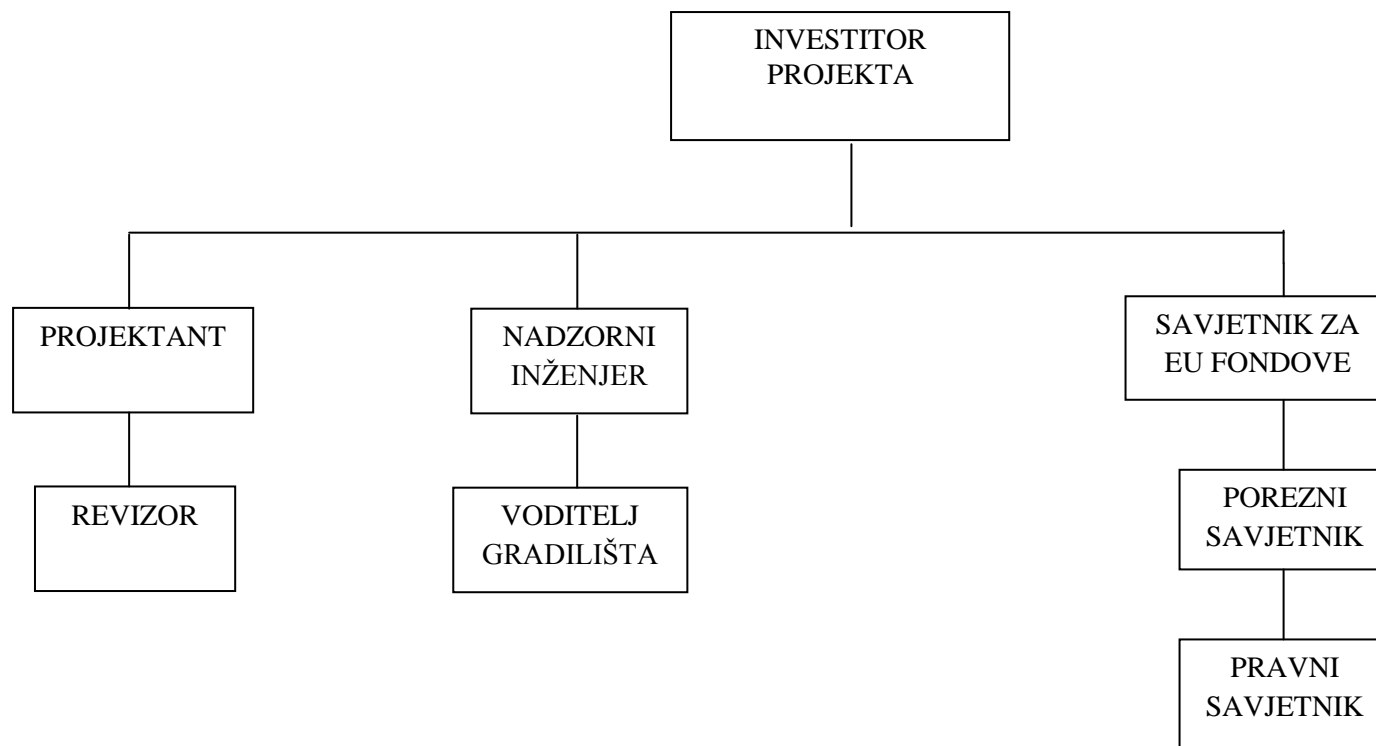 INVESTITOR
PROJEKTA
PROJEKTANT
NADZORNI
INŽENJER
SAVJETNIK ZA
EU FONDOVE
REVIZOR
VODITELJ
GRADILIŠTA
POREZNI
SAVJETNIK
PRAVNI
SAVJETNIK